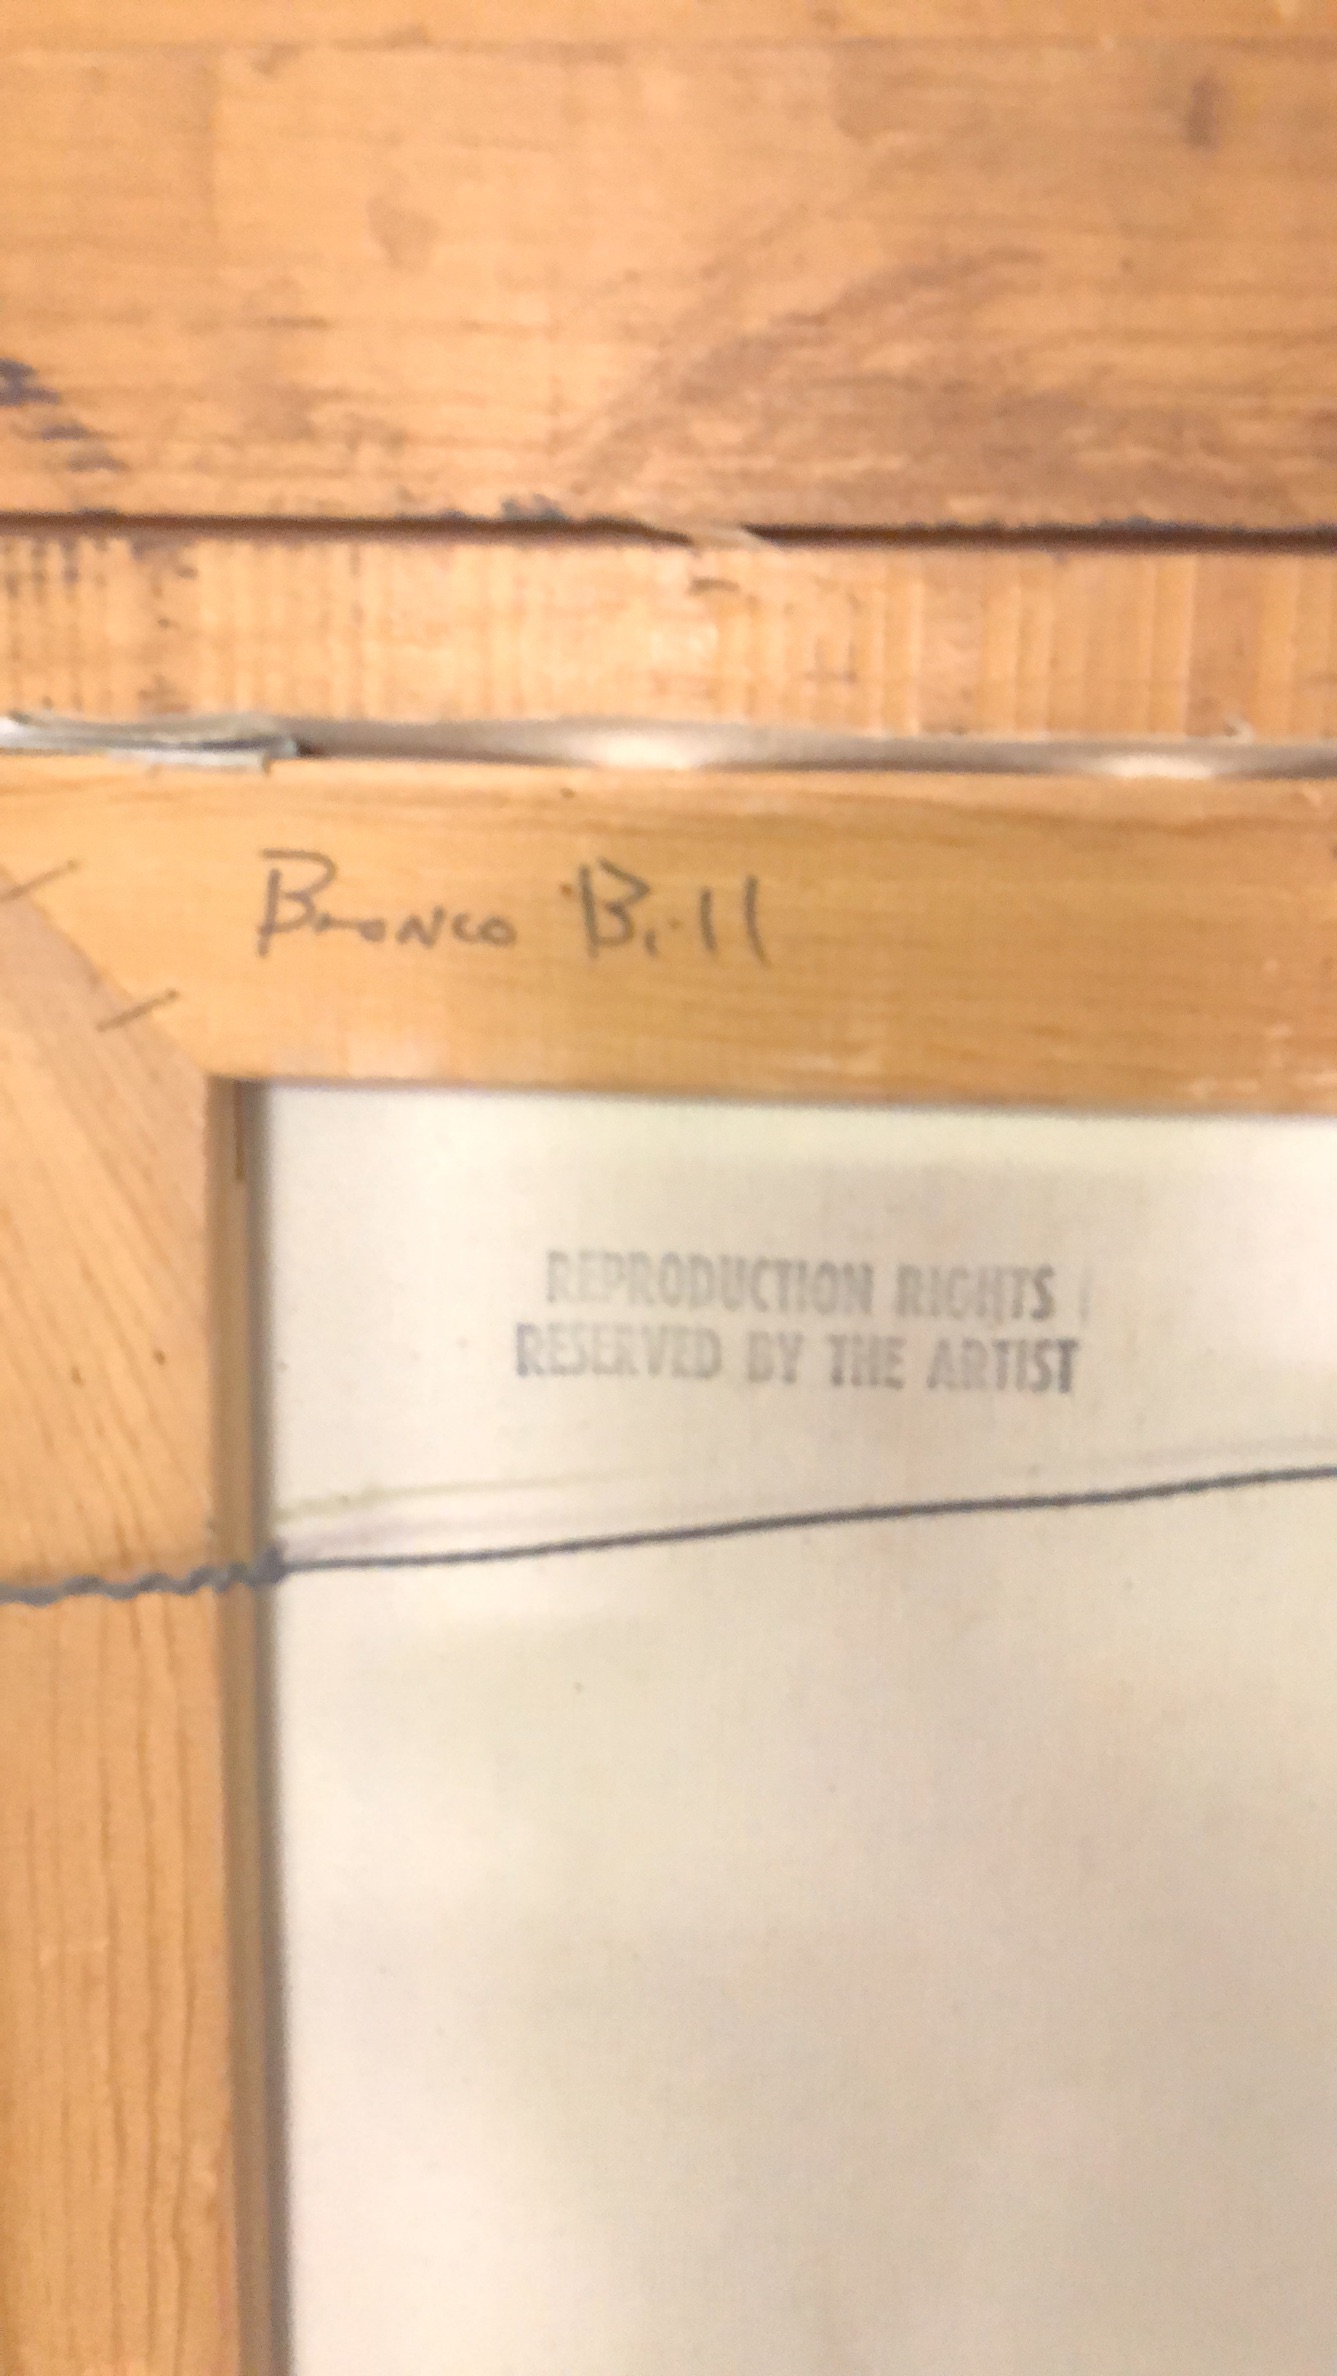 Bronco Bill
REPRODUCTION RIGHTS
RESERVED BY THE ARTIST